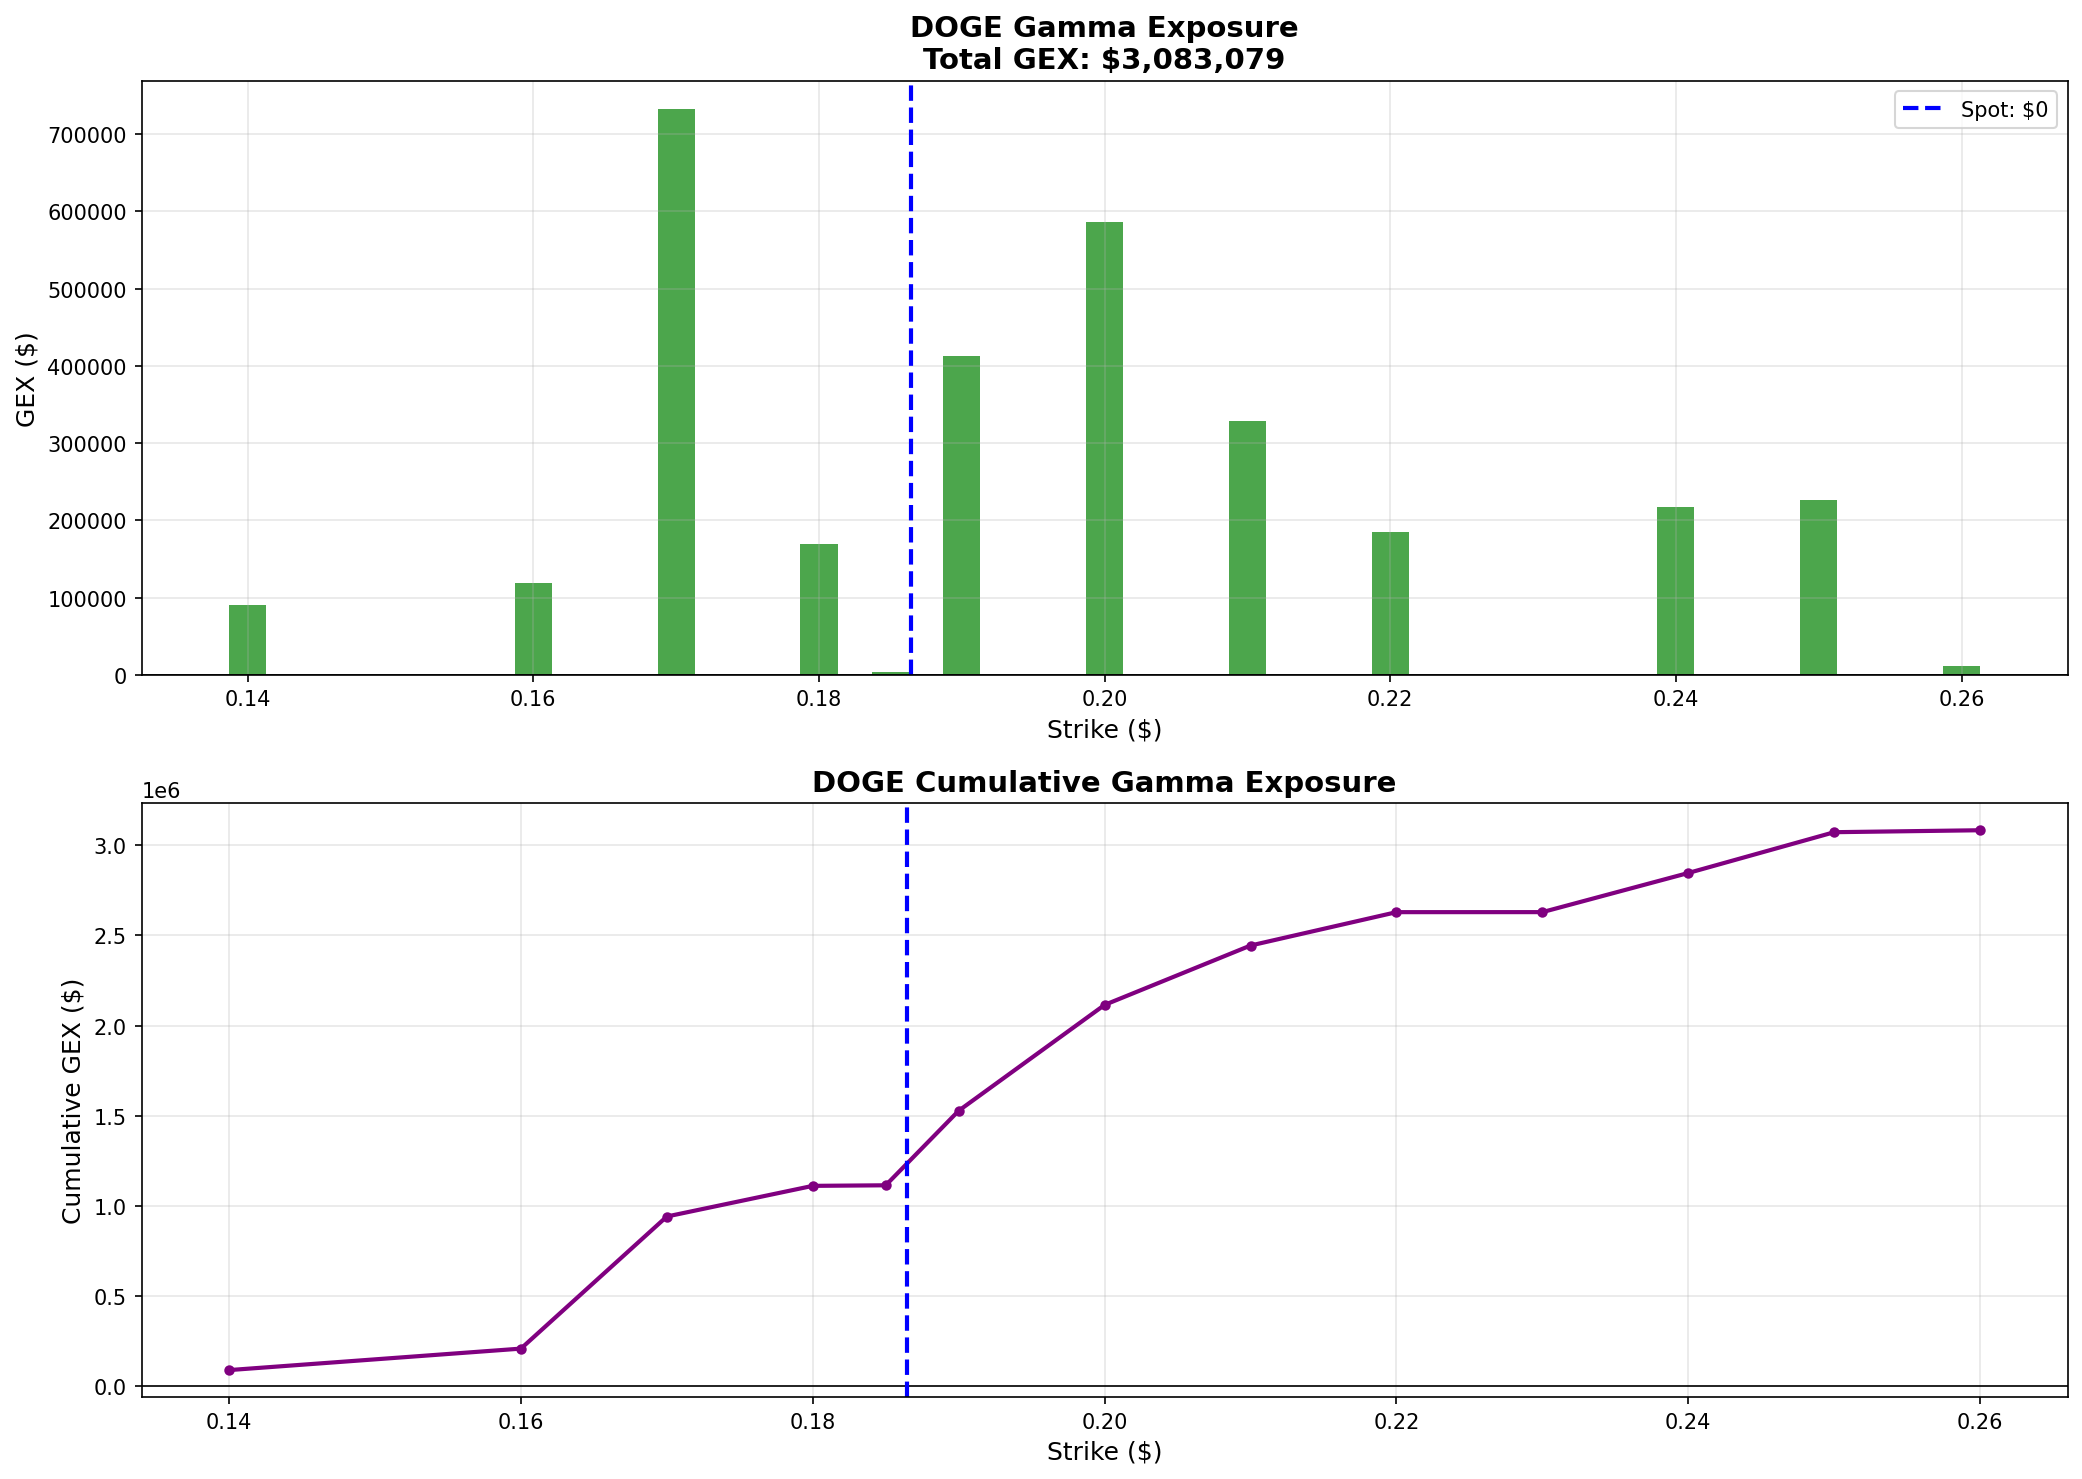 DOGE Gamma Exposure
Total GEX: $3,083,079
Spot: $0
GEX ($)
700000
600000
500000
400000
300000
200000
100000
0
0.14 0.16 0.18 0.20 0.22 0.24 0.26
Strike ($)
DOGE Cumulative Gamma Exposure
1e6
Cumulative GEX ($)
3.0
2.5
2.0
1.5
1.0
0.5
0.0
0.14 0.16 0.18 0.20 0.22 0.24 0.26
Strike ($)